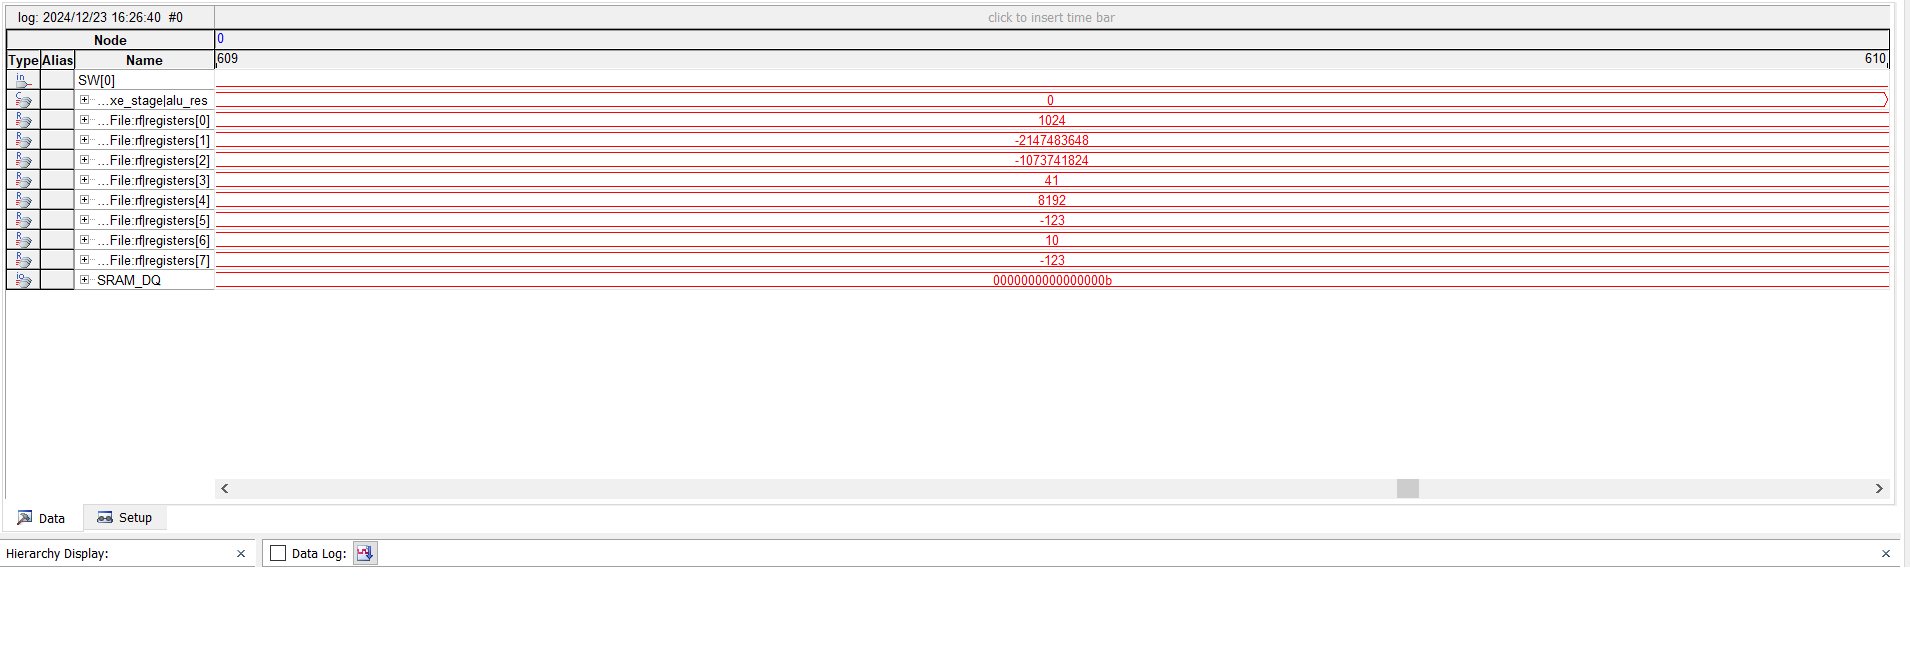 log: 2024/12/23 16:26:40 #0 click to insert time bar
Node 0
Type Alias Name 609 610
in SW[0]
C ...xe_stage|alu_res 0
R ...File:rf|registers[0] 1024
R ...File:rf|registers[1] -2147483648
R ...File:rf|registers[2] -1073741824
R ...File:rf|registers[3] 41
R ...File:rf|registers[4] 8192
R ...File:rf|registers[5] -123
R ...File:rf|registers[6] 10
R ...File:rf|registers[7] -123
io SRAM_DQ 0000000000000000b
Data Setup
Hierarchy Display: × Data Log: ×